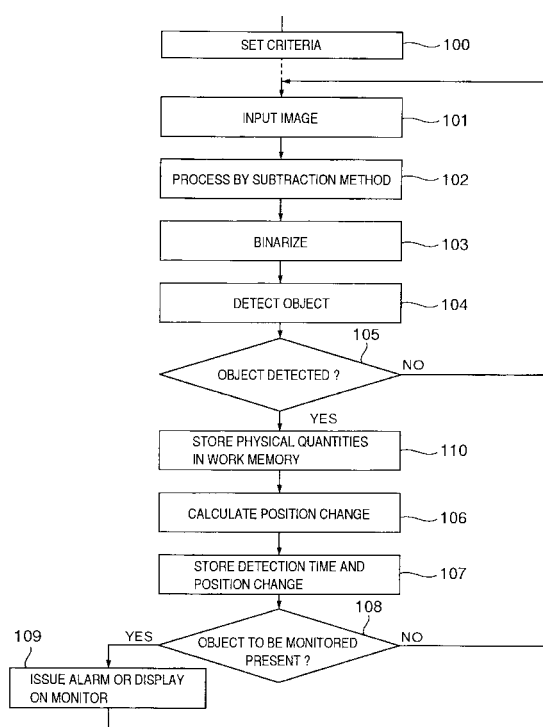 SET CRITERIA
100
INPUT IMAGE
101
PROCESS BY SUBTRACTION METHOD
102
BINARIZE
103
DETECT OBJECT
104
105
OBJECT DETECTED ?
NO
YES
STORE PHYSICAL QUANTITIES
IN WORK MEMORY
110
CALCULATE POSITION CHANGE
106
STORE DETECTION TIME AND
POSITION CHANGE
107
108
YES
OBJECT TO BE MONITORED
PRESENT ?
NO
109
ISSUE ALARM OR DISPLAY
ON MONITOR